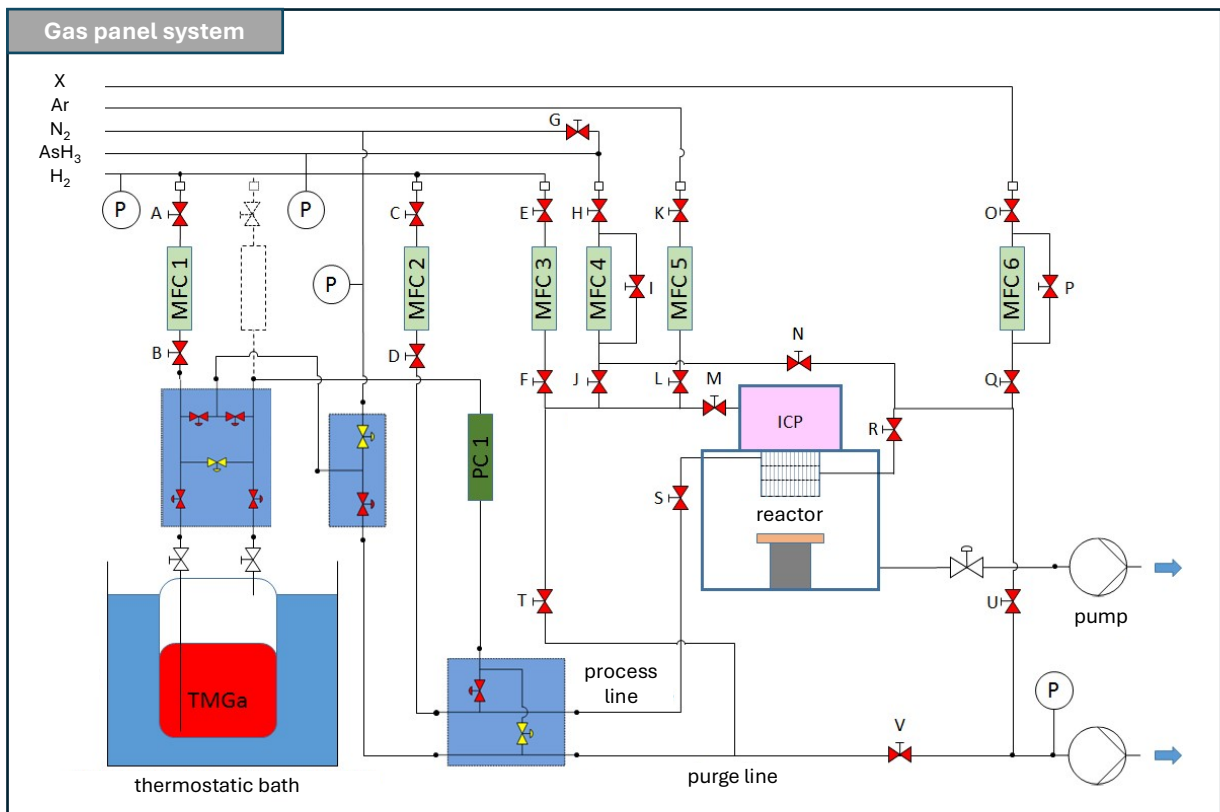 Gas panel system
X
Ar
N₂
AsH₃
H₂
G
P
P
A
C
E
H
K
O
MFC 1
P
MFC 2
MFC 3
MFC 4
I
MFC 5
MFC 6
P
B
D
N
F
J
L
M
Q
PC 1
ICP
R
S
reactor
T
U
pump
TMGa
process
line
P
V
purge line
thermostatic bath